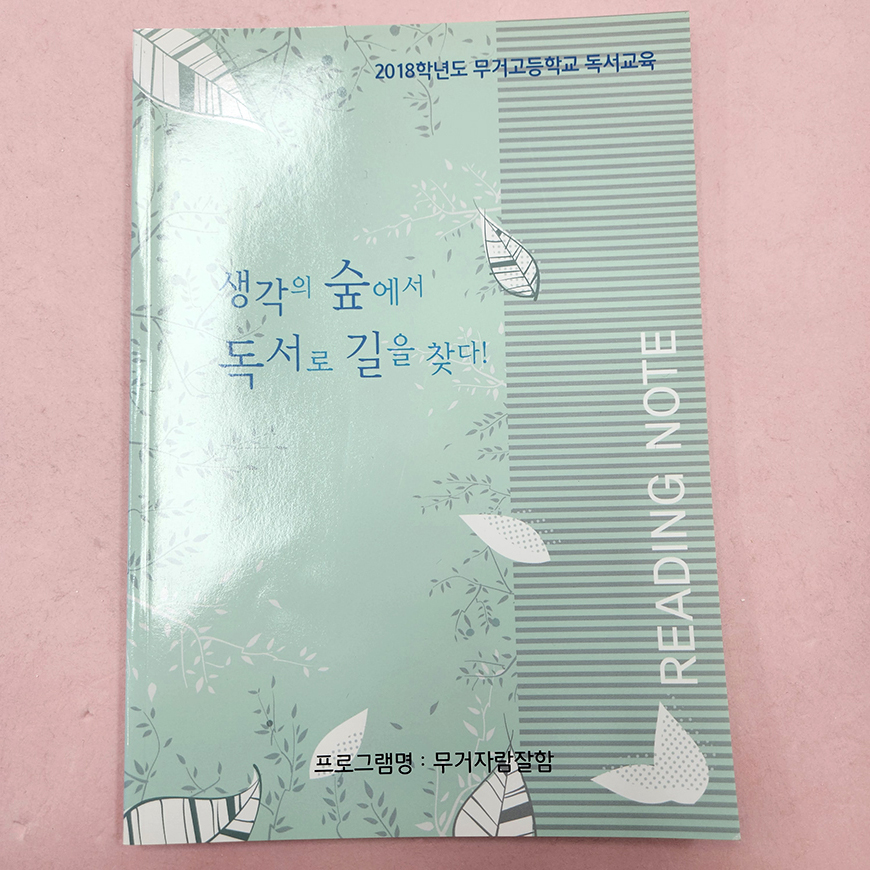 2018학년도 무거고등학교 독서교육
생각의 숲에서
독서로 길을 찾다!
READING NOTE
프로그램명 : 무거자람잘함